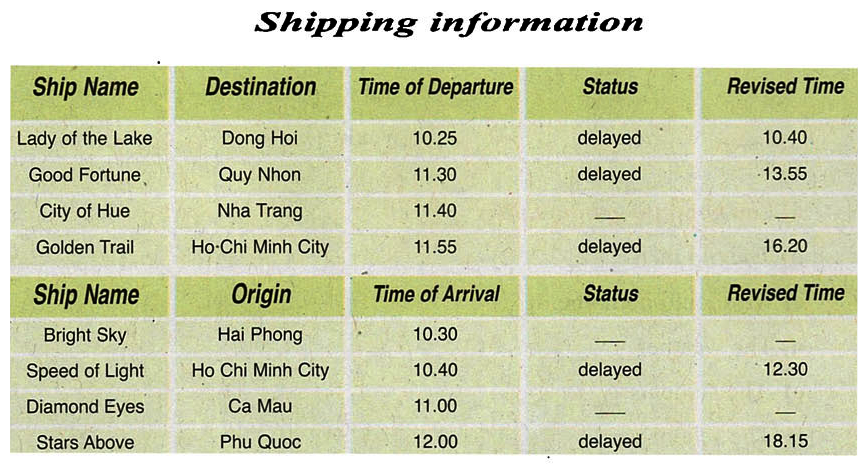 Shipping information
Ship Name Destination Time of Departure Status Revised Time
Lady of the Lake Dong Hoi 10.25 delayed 10.40
Good Fortune Quy Nhon 11.30 delayed 13.55
City of Hue Nha Trang 11.40 — —
Golden Trail Ho Chi Minh City 11.55 delayed 16.20
Ship Name Origin Time of Arrival Status Revised Time
Bright Sky Hai Phong 10.30 — —
Speed of Light Ho Chi Minh City 10.40 delayed 12.30
Diamond Eyes Ca Mau 11.00 — —
Stars Above Phu Quoc 12.00 delayed 18.15